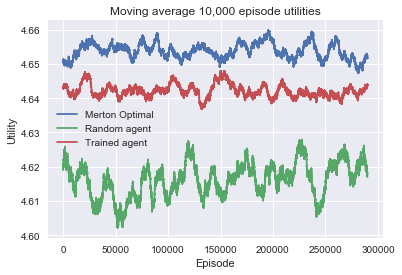 Moving average 10,000 episode utilities
4.66
4.65
4.64
4.63
4.62
4.61
4.60
Utility
Merton Optimal
Random agent
Trained agent
0
50000
100000
150000
200000
250000
300000
Episode